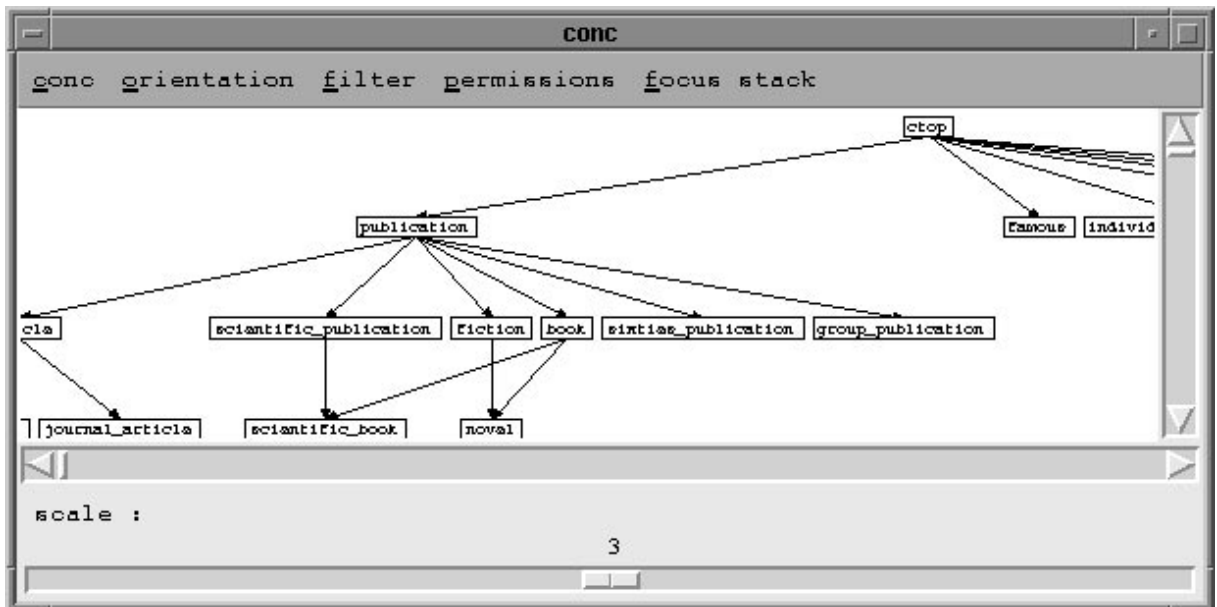 conc
conc orientation filter permissions focus stack
ctop
publication famous individ
cle scientific_publication fiction book sixties_publication group_publication
journal_article scientific_book novel
scale :
3